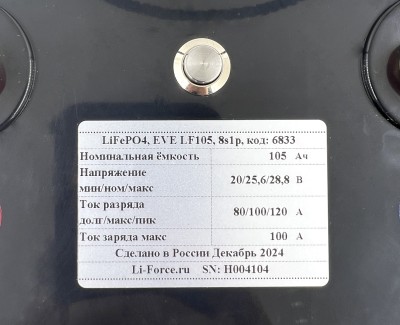 LiFePO4, EVE LF105, 8s1p, код: 6833
Номинальная ёмкость 105 Ач
Напряжение
мин/ном/макс 20/25,6/28,8 В
Ток разряда
долг/макс/пик 80/100/120 А
Ток заряда макс 100 А
Сделано в России Декабрь 2024
Li-Force.ru SN: H004104